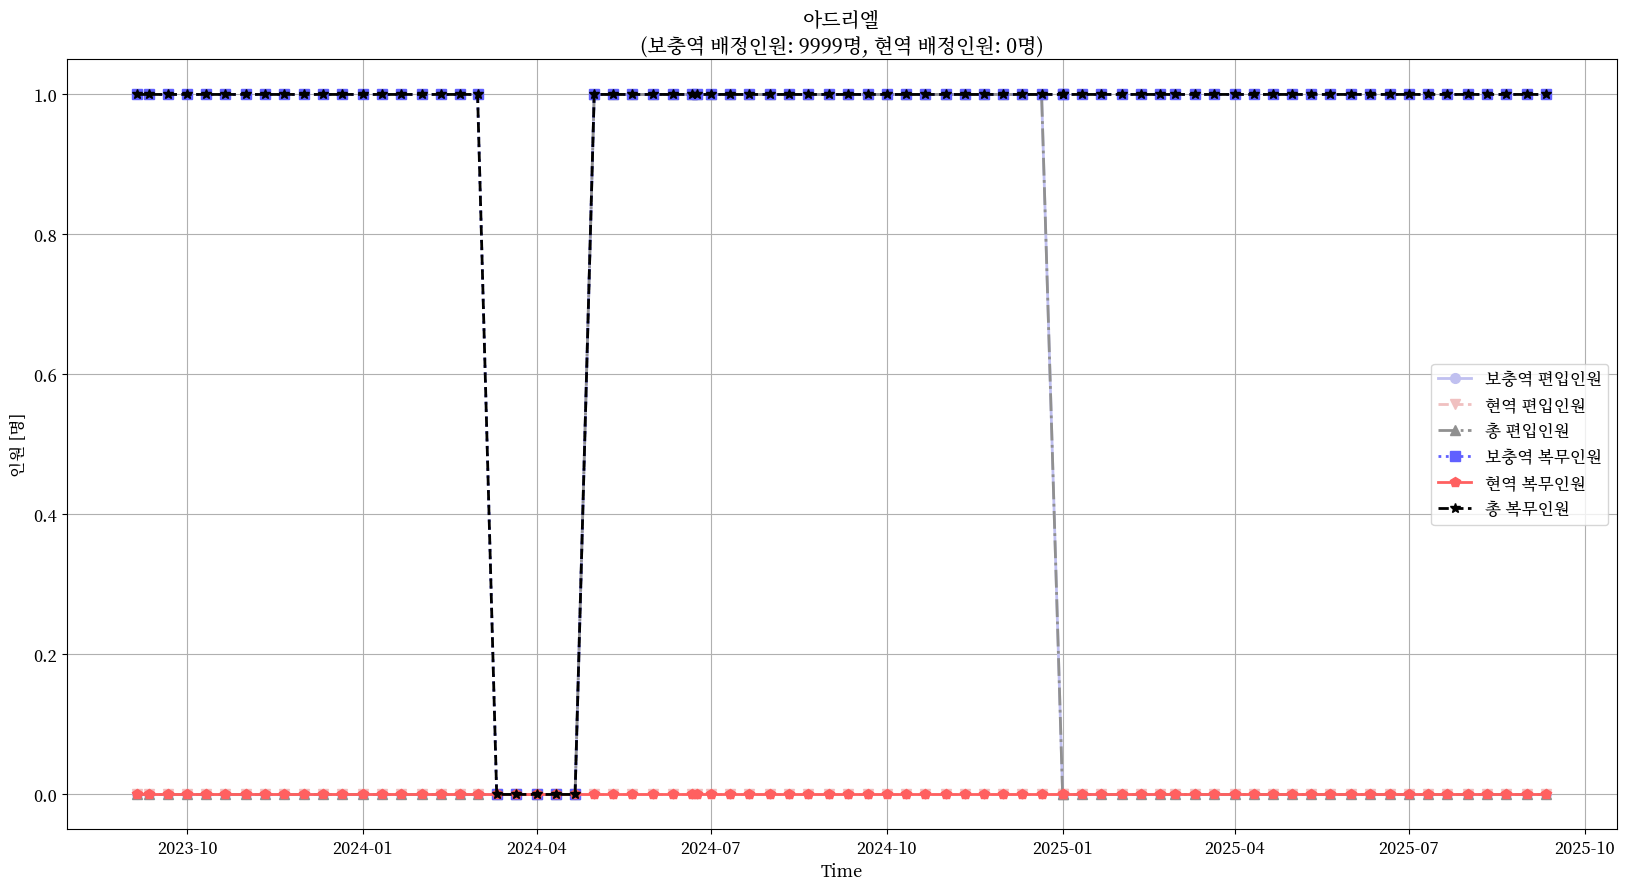 아드리엘
(보충역 배정인원: 9999명, 현역 배정인원: 0명)
인원 [명]
1.0
0.8
0.6
0.4
0.2
0.0
보충역 편입인원
현역 편입인원
총 편입인원
보충역 복무인원
현역 복무인원
총 복무인원
2023-10
2024-01
2024-04
2024-07
2024-10
2025-01
2025-04
2025-07
2025-10
Time